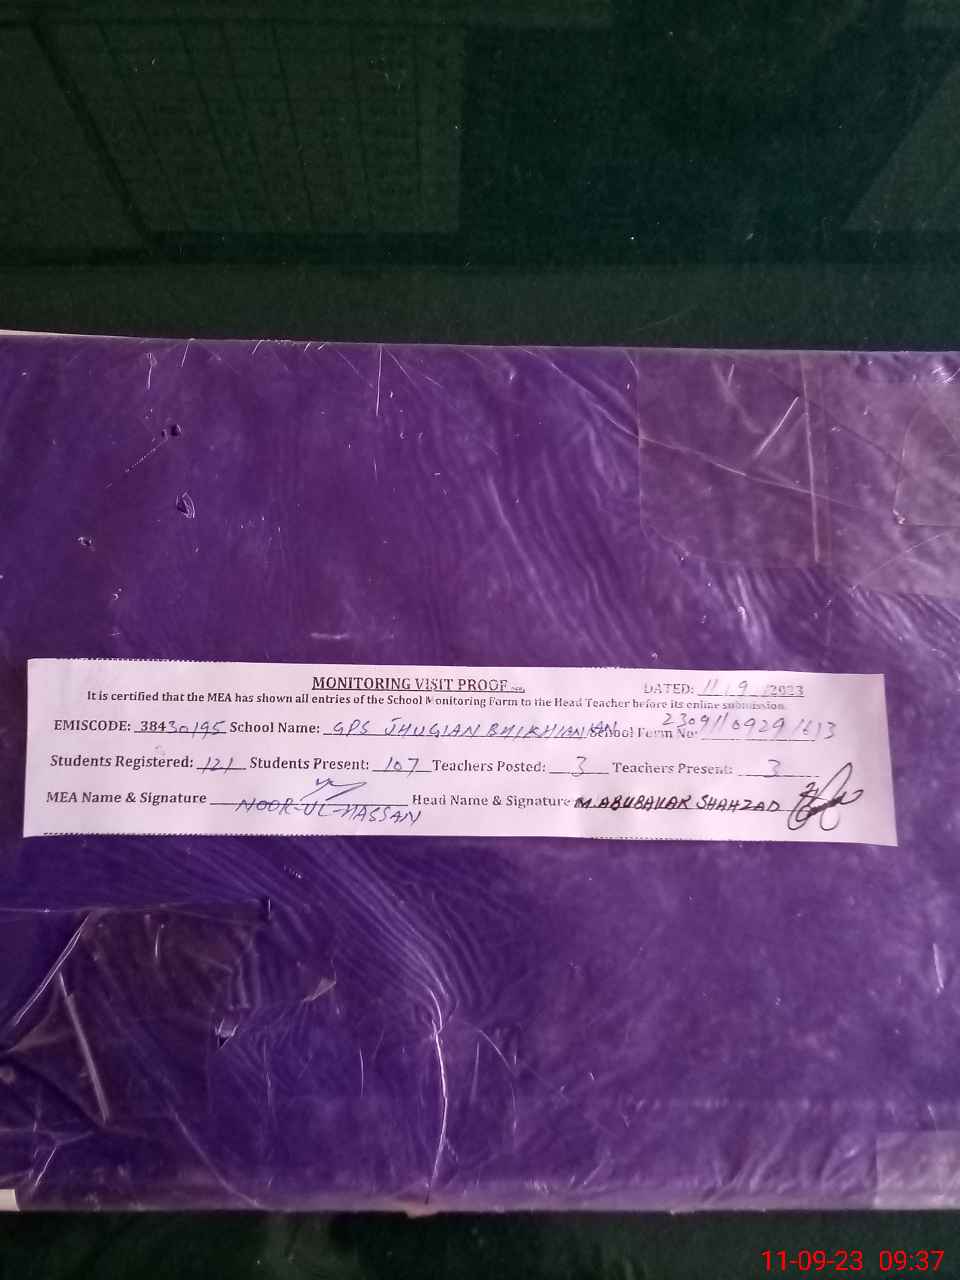 MONITORING VISIT PROOF
DATED: 11/9/2023
It is certified that the MEA has shown all entries of the School Monitoring Form to the Head Teacher before its online submission.
EMISCODE: 38430195 School Name: GPS JHUGIAN BHIKHIAN School Form No: 23091109291613
Students Registered: 121 Students Present: 107 Teachers Posted: 3 Teachers Present: 3
MEA Name & Signature NOOR-UL-HASSAN Head Name & Signature M. ABUBAKAR SHAHZAD
11-09-23 09:37